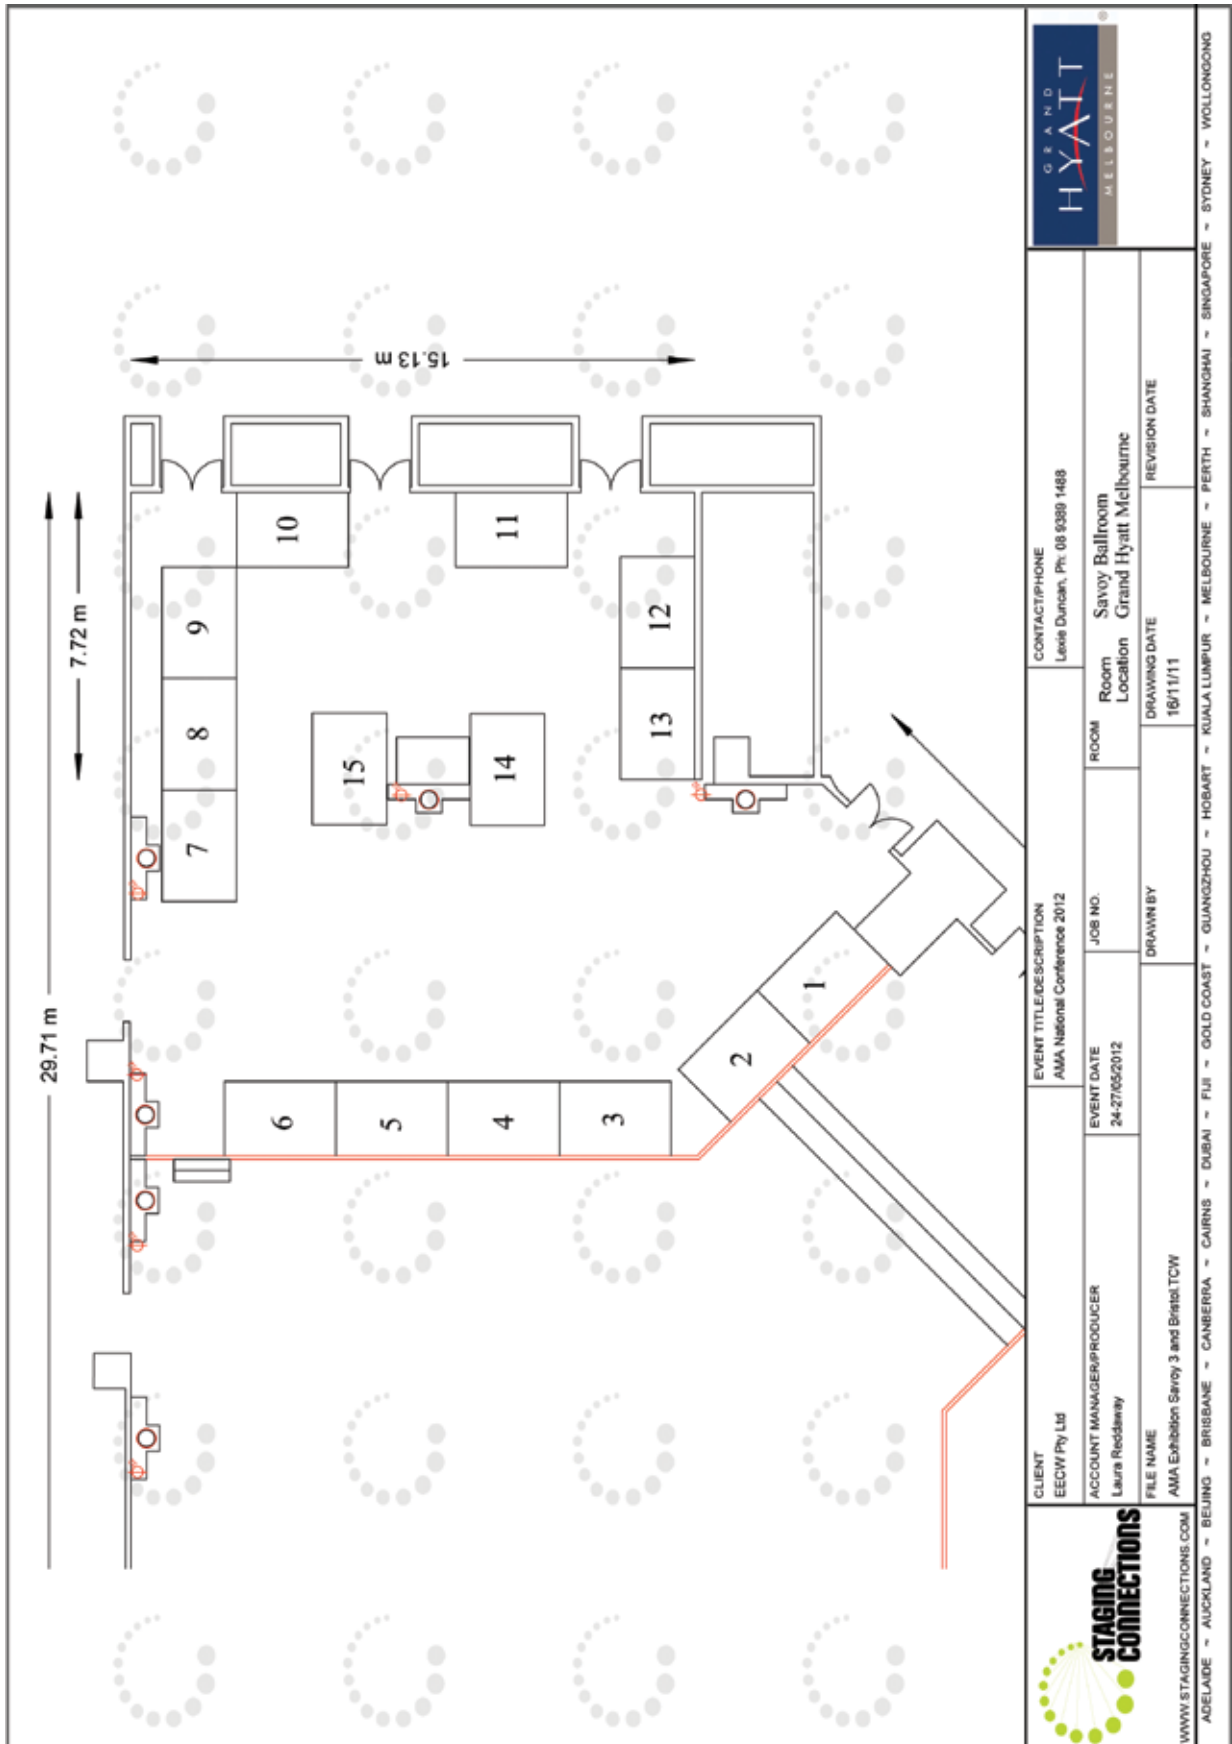 29.71 m
7.72 m
15.13 m
1
2
3
4
5
6
7
8
9
10
11
12
13
14
15
STAGING
CONNECTIONS
WWW.STAGINGCONNECTIONS.COM
CLIENT
EECW Pty Ltd
EVENT TITLE/DESCRIPTION
AMA National Conference 2012
CONTACT/PHONE
Lexie Duncan, Ph: 08 9389 1488
ACCOUNT MANAGER/PRODUCER
Laura Reddaway
EVENT DATE
24-27/05/2012
JOB NO.
ROOM
Room Savoy Ballroom
Location Grand Hyatt Melbourne
FILE NAME
AMA Exhibition Savoy 3 and Bristol.TCW
DRAWN BY
DRAWING DATE
16/11/11
REVISION DATE
GRAND
HYATT
MELBOURNE
®
ADELAIDE ~ AUCKLAND ~ BEIJING ~ BRISBANE ~ CANBERRA ~ CAIRNS ~ DUBAI ~ FIJI ~ GOLD COAST ~ GUANGZHOU ~ HOBART ~ KUALA LUMPUR ~ MELBOURNE ~ PERTH ~ SHANGHAI ~ SINGAPORE ~ SYDNEY ~ WOLLONGONG